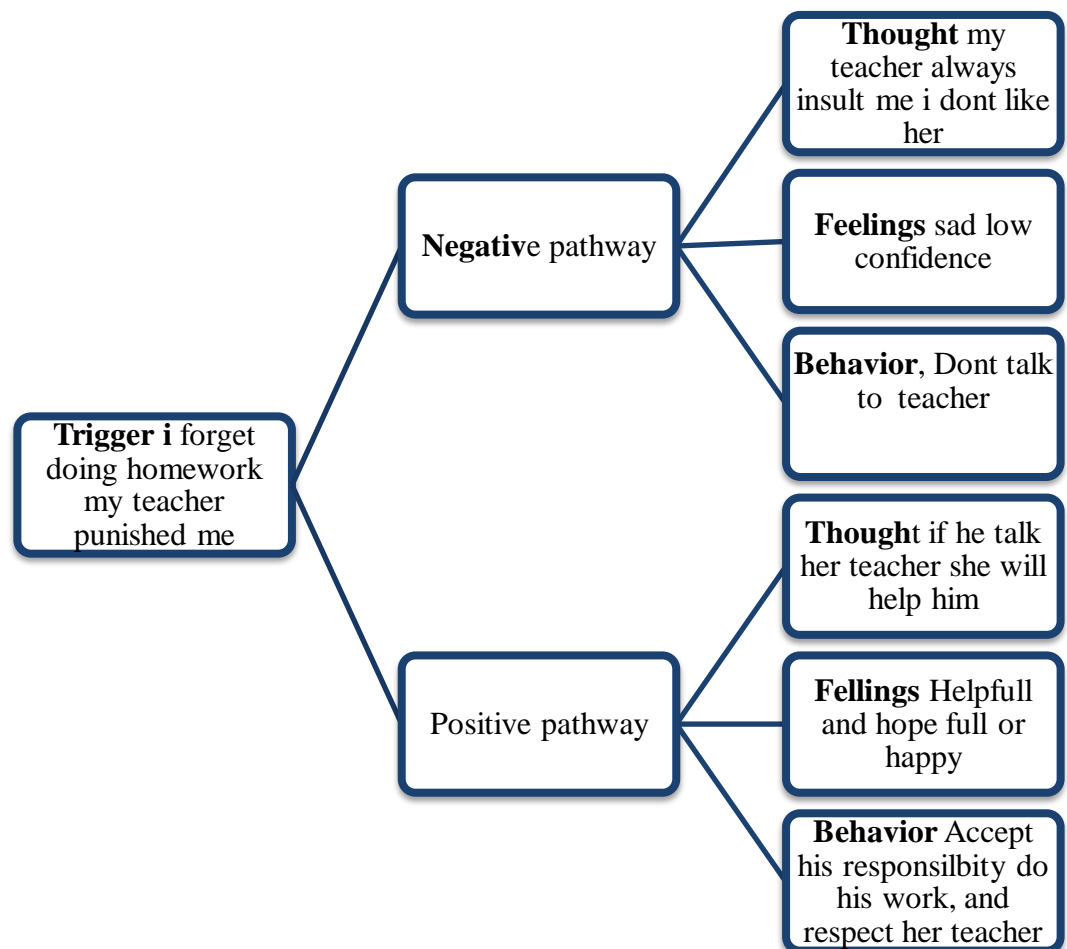 Trigger i forget
doing homework
my teacher
punished me
Negative pathway
Thought my
teacher always
insult me i dont like
her
Feelings sad low
confidence
Behavior, Dont talk
to teacher
Positive pathway
Thought if he talk
her teacher she will
help him
Fellings Helpfull
and hope full or
happy
Behavior Accept
his responsilbity do
his work, and
respect her teacher